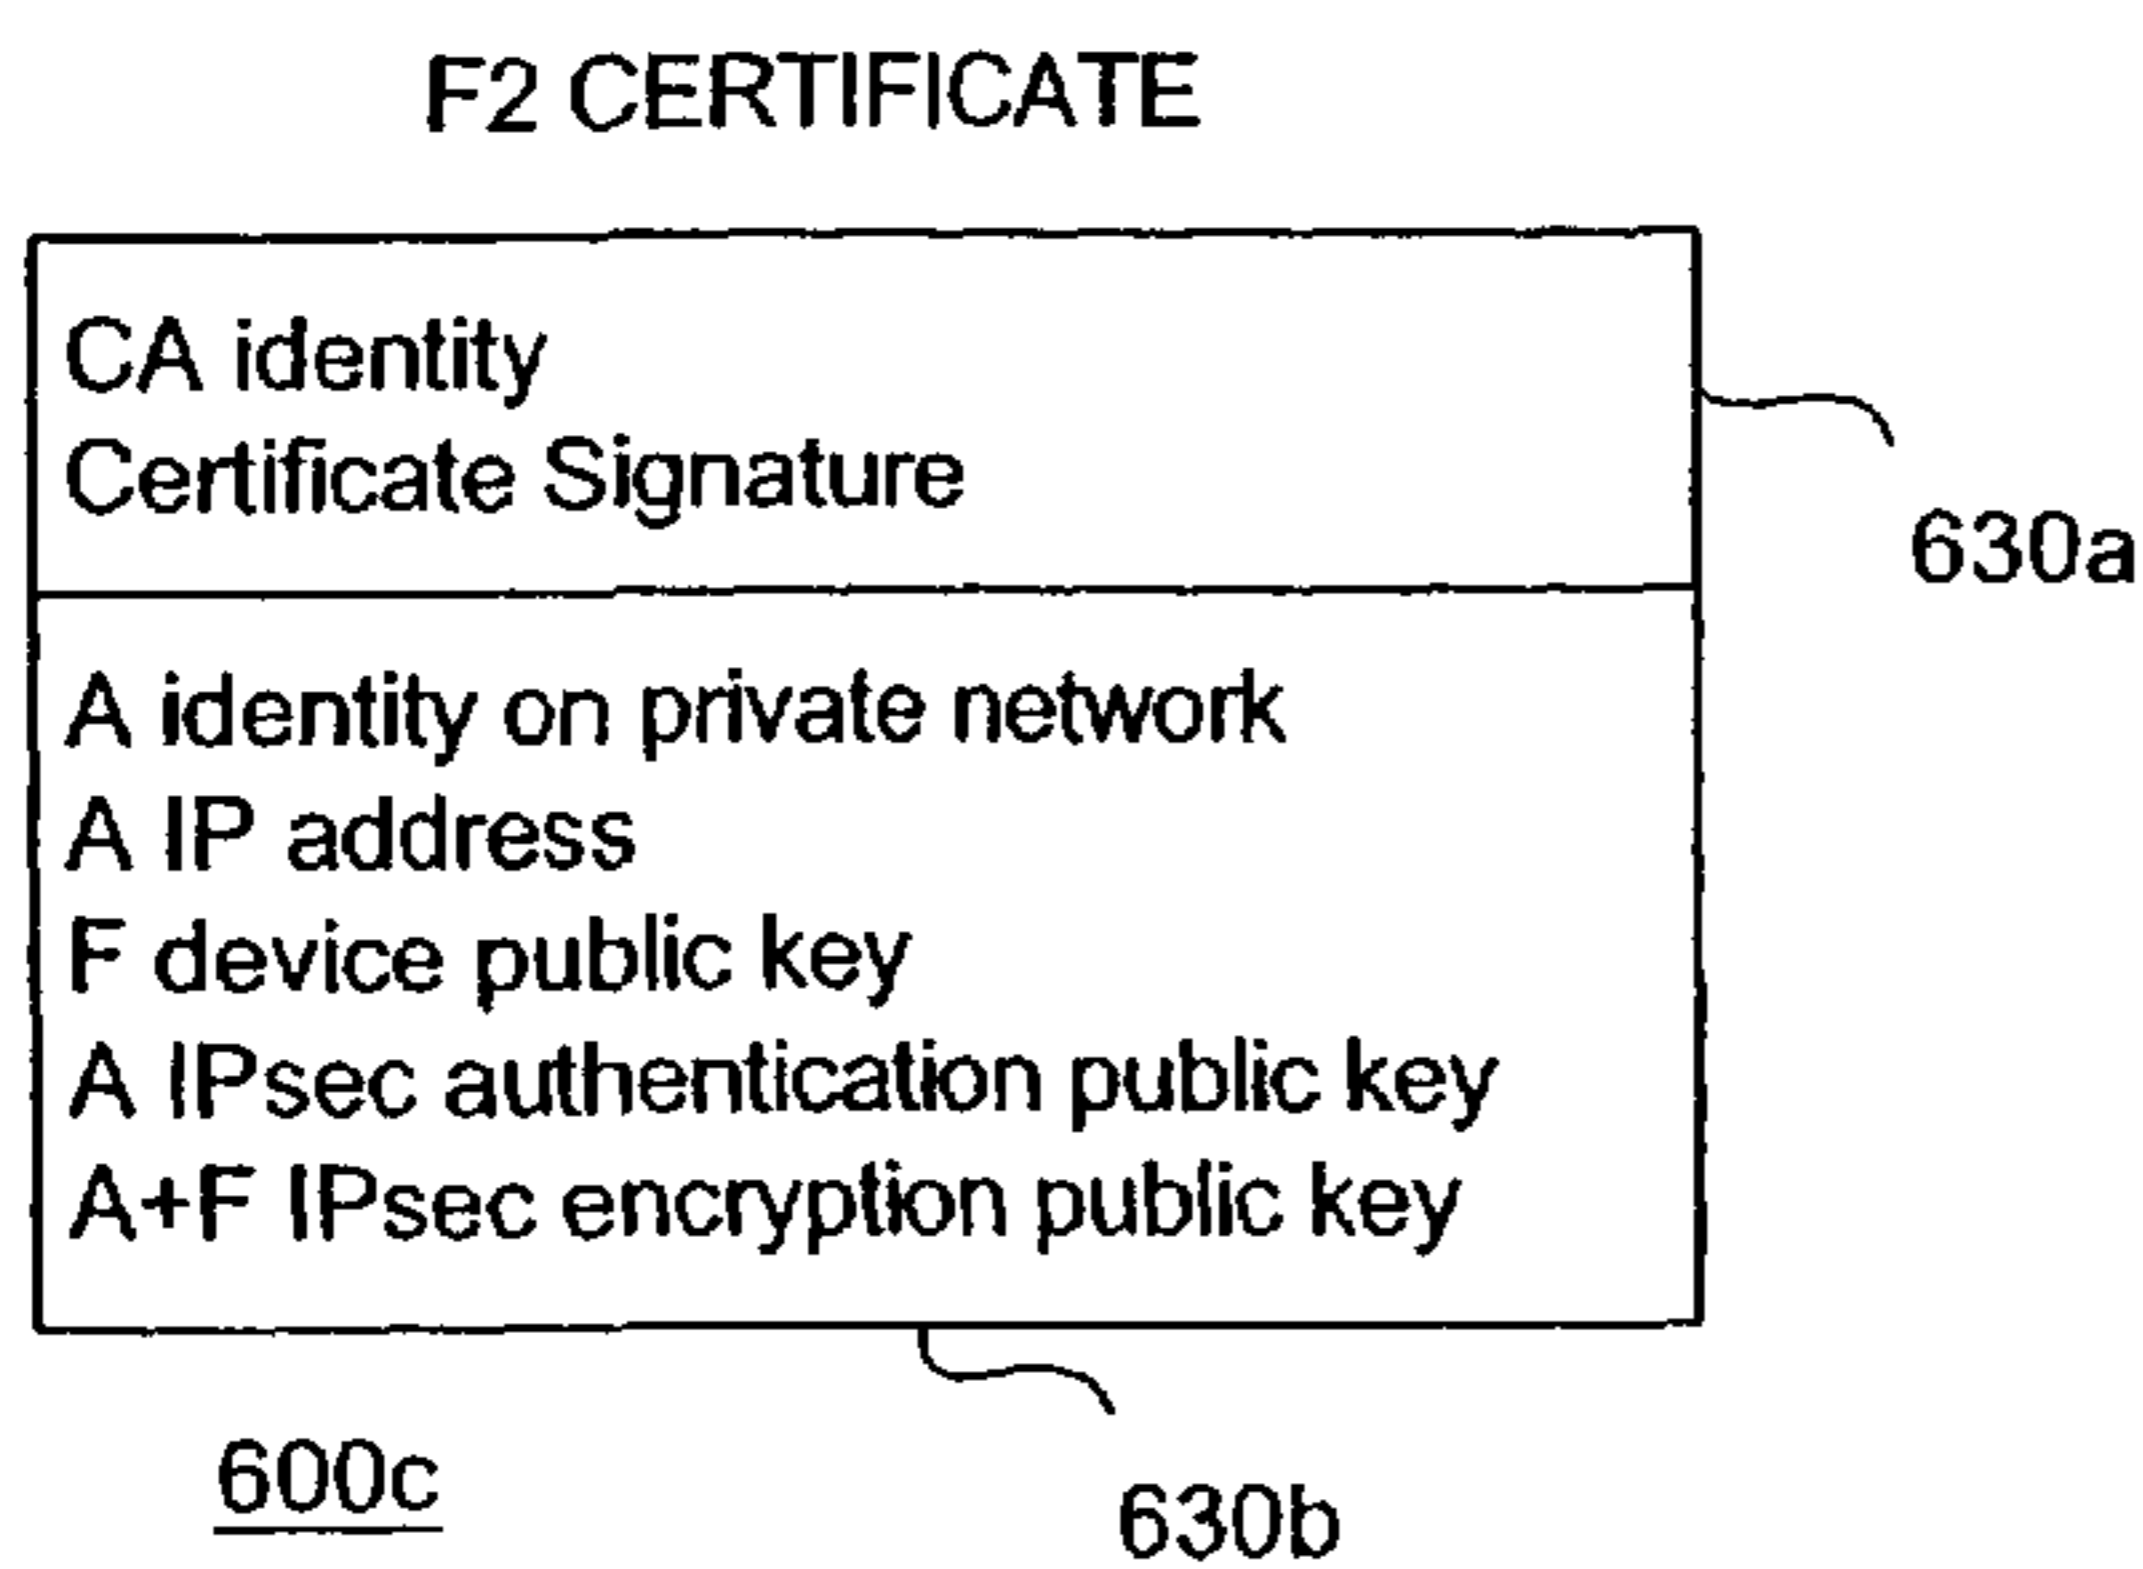 F2 CERTIFICATE
CA identity
Certificate Signature
630a
A identity on private network
A IP address
F device public key
A IPsec authentication public key
A+F IPsec encryption public key
600c
630b